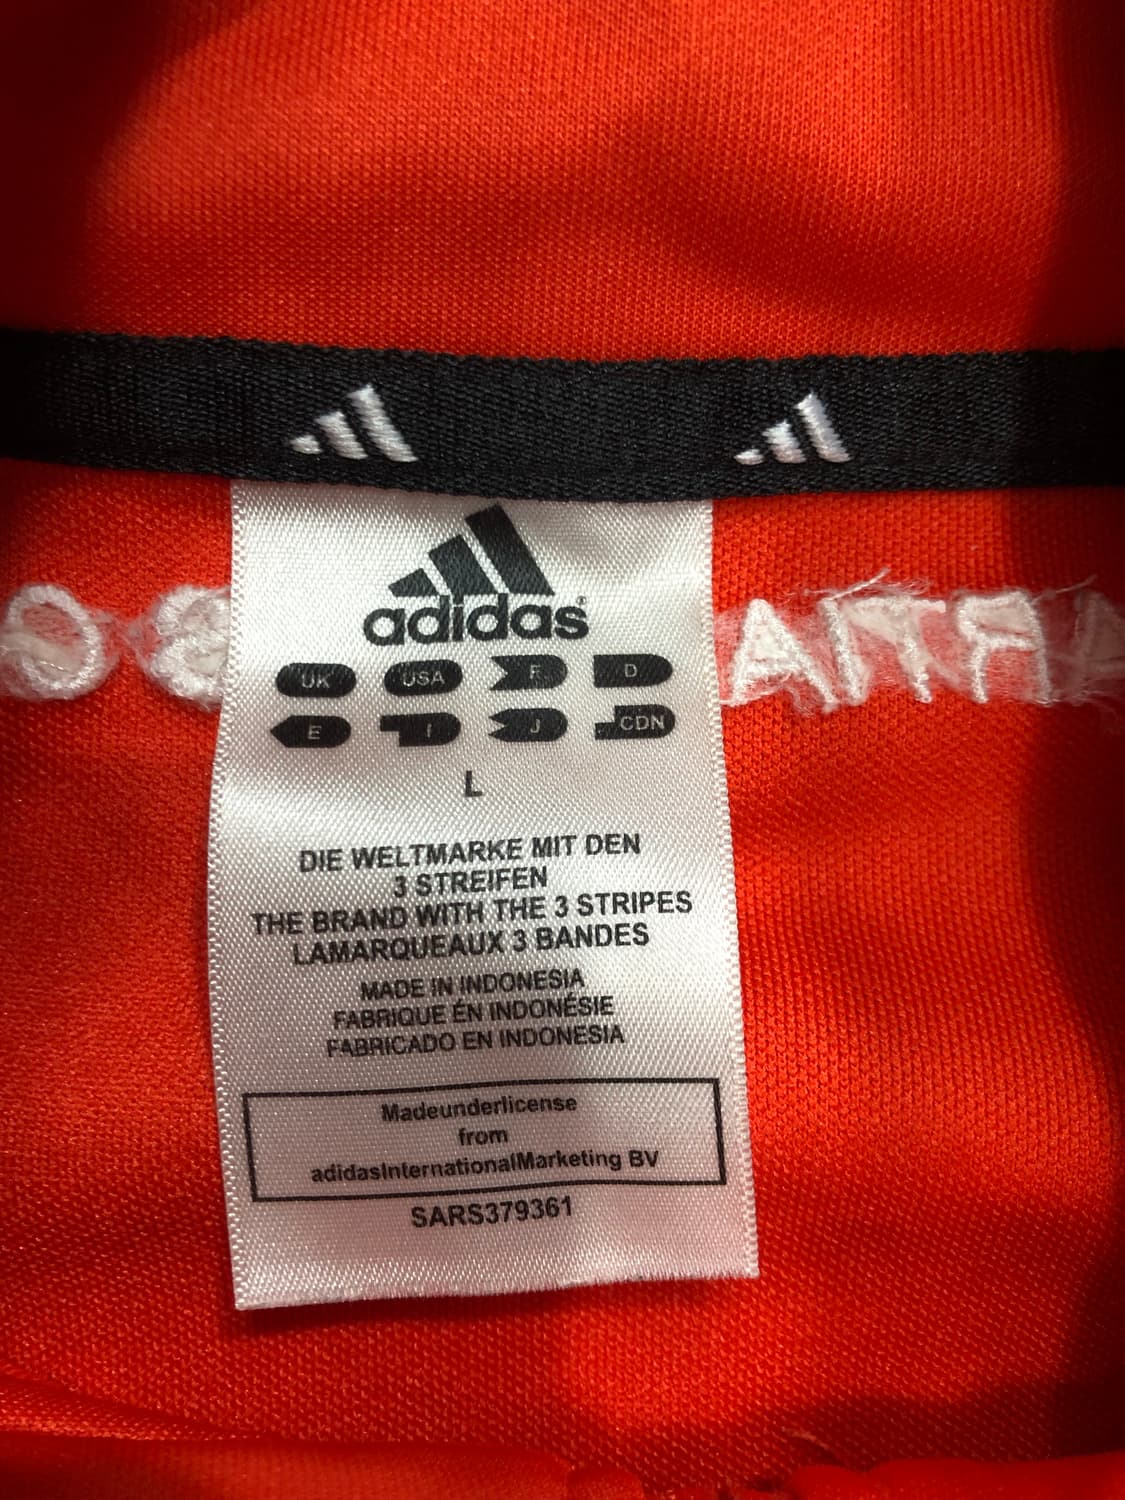 adidas®
UK USA F D
E I J CDN
L
DIE WELTMARKE MIT DEN
3 STREIFEN
THE BRAND WITH THE 3 STRIPES
LAMARQUEAUX 3 BANDES
MADE IN INDONESIA
FABRIQUE ÉN INDONÉSIE
FABRICADO EN INDONESIA
Madeunderlicense
from
adidasInternationalMarketing BV
SARS379361